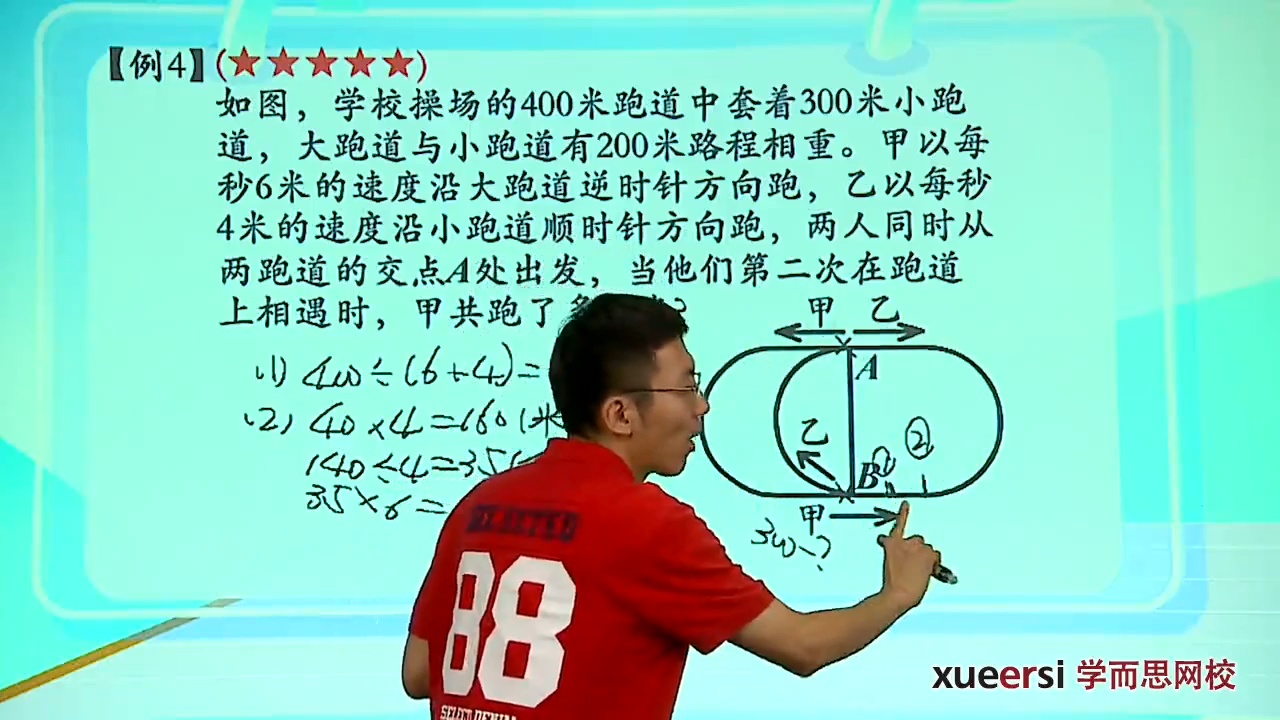 【例4】(★★★★★)
如图，学校操场的400米跑道中套着300米小跑
道，大跑道与小跑道有200米路程相重。甲以每
秒6米的速度沿大跑道逆时针方向跑，乙以每秒
4米的速度沿小跑道顺时针方向跑，两人同时从
两跑道的交点A处出发，当他们第二次在跑道
上相遇时，甲共跑了
甲 乙
A
(1) 400÷(6+4)=
(2) 40×4=160(米
140÷4=35(
35×6=
乙
②
B
甲
300-?
88
xueersi 学而思网校